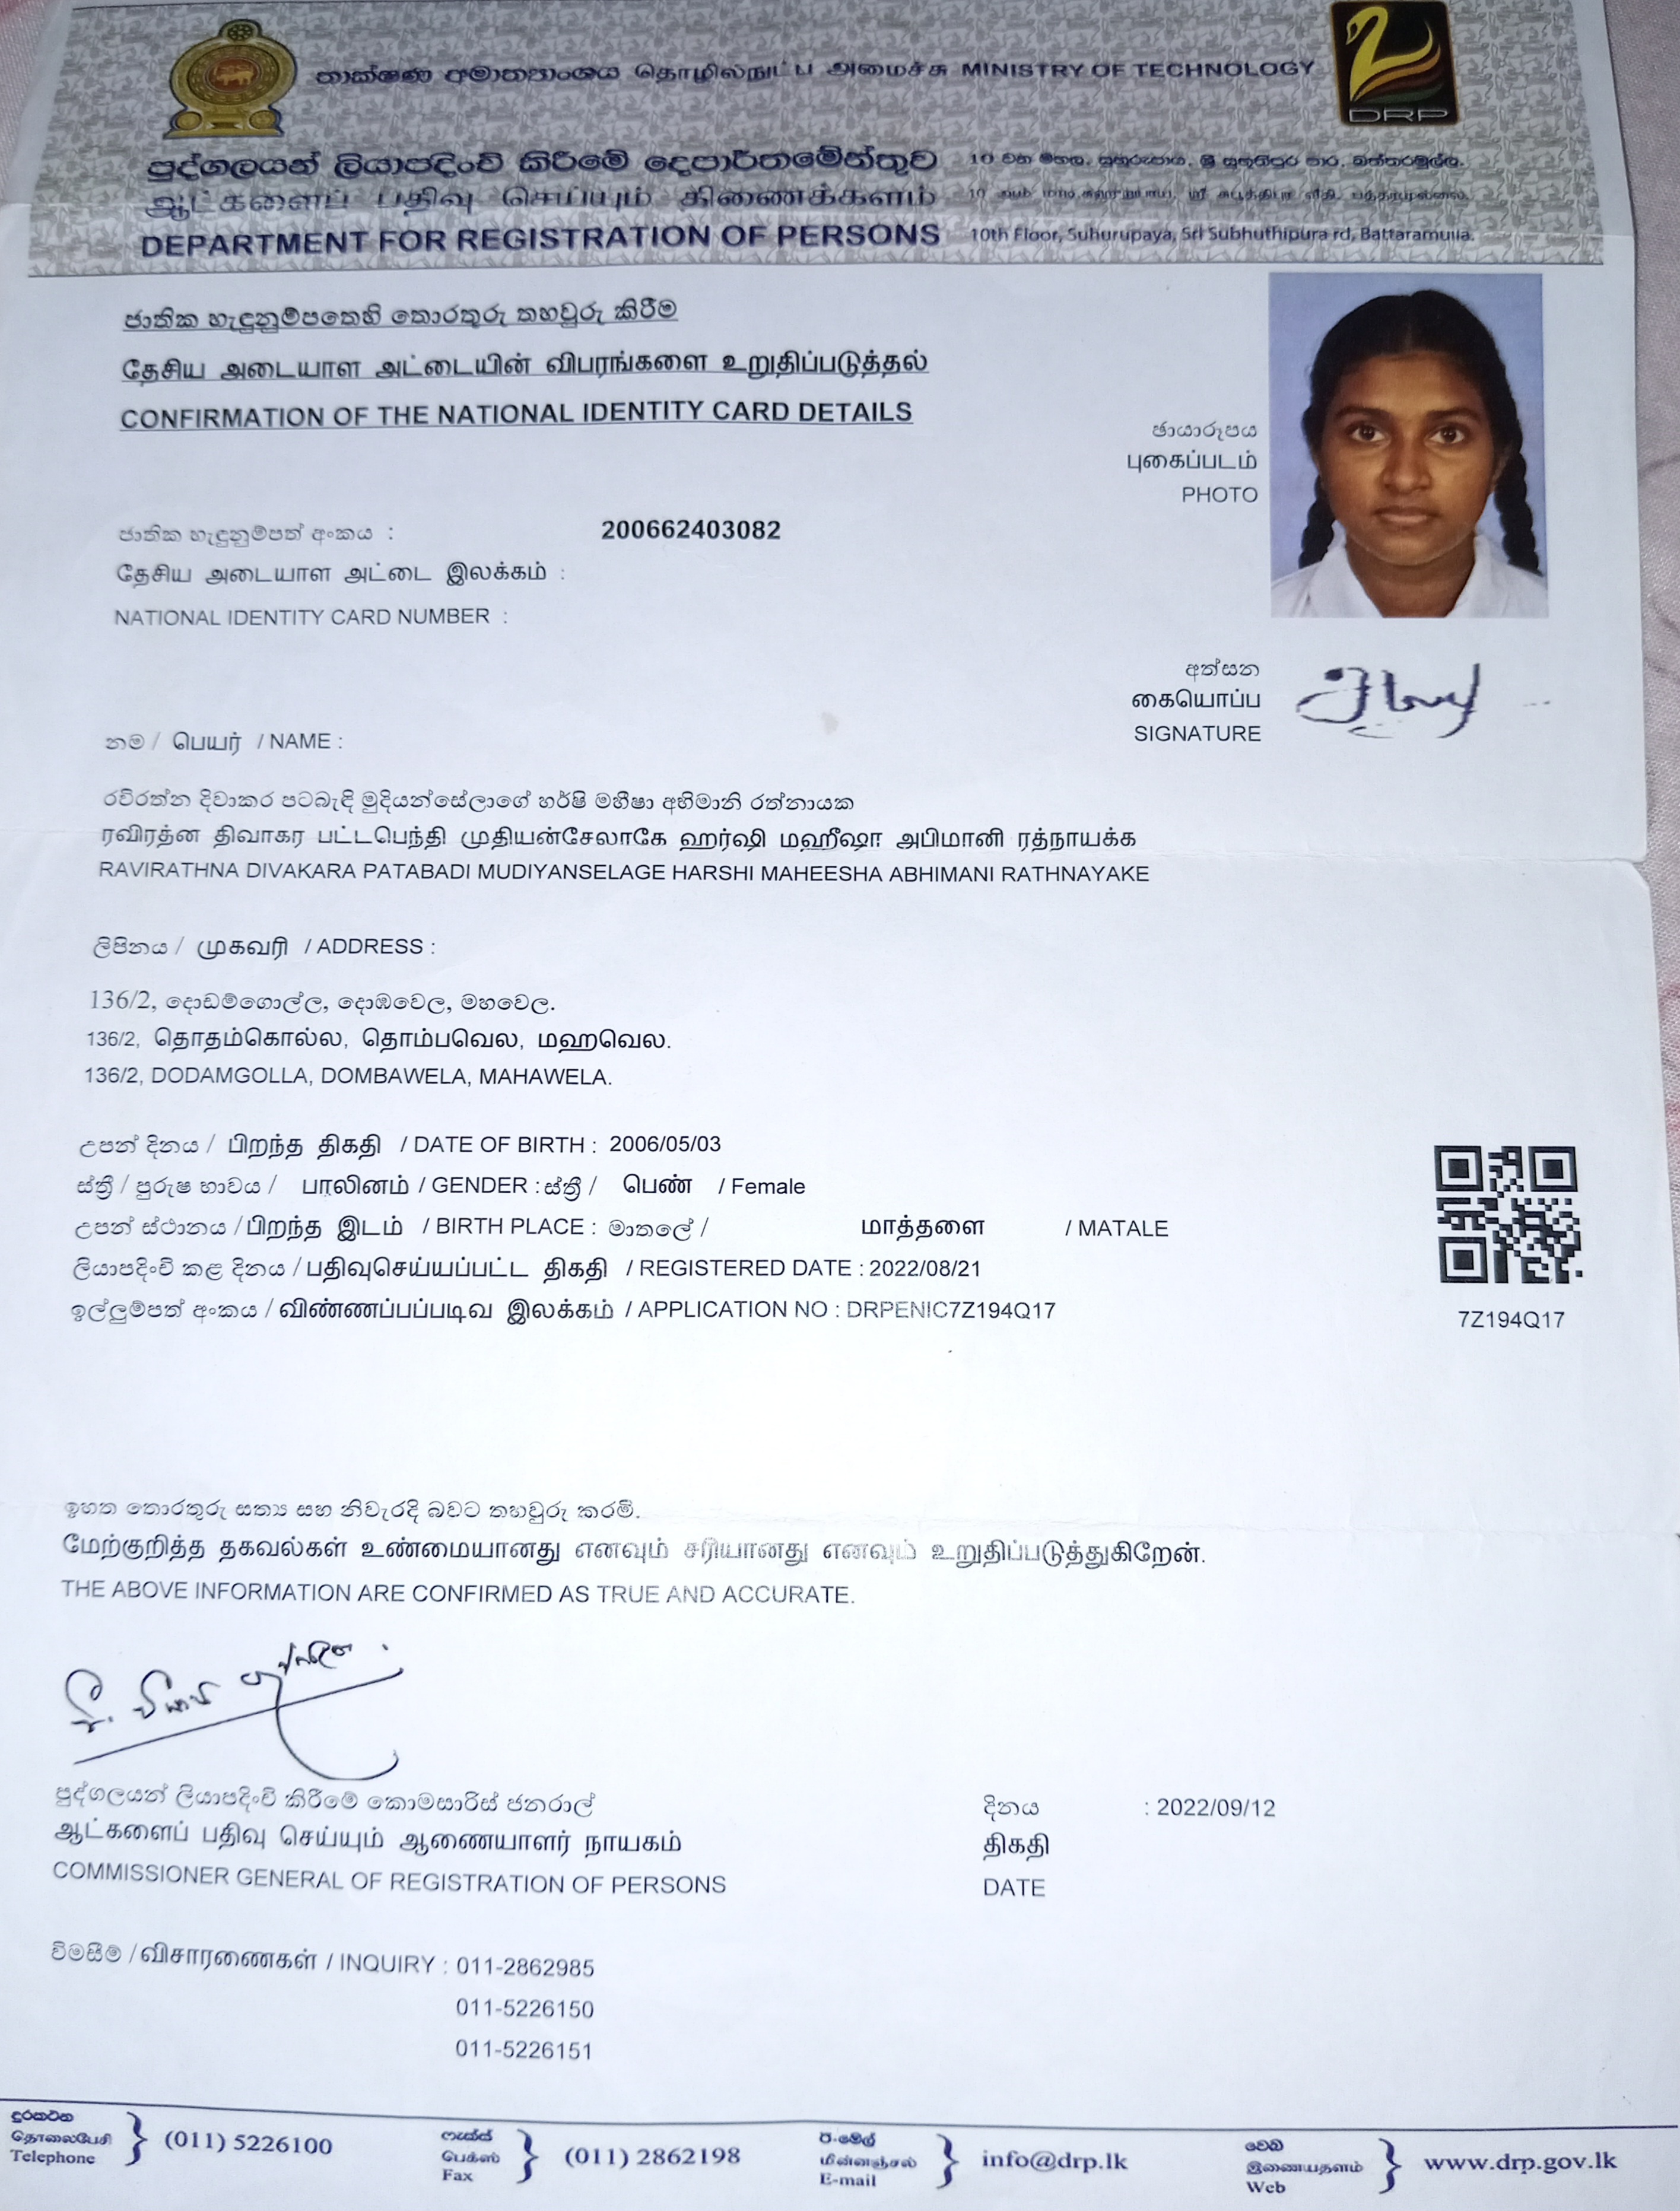 තාක්ෂණ අමාත්‍යාංශය தொழில்நுட்ப அமைச்சு MINISTRY OF TECHNOLOGY
DRP
පුද්ගලයන් ලියාපදිංචි කිරීමේ දෙපාර්තමේන්තුව 10 වන මහල, සුහුරුපාය, ශ්‍රී සුභූතිපුර පාර, බත්තරමුල්ල.
ஆட்களைப் பதிவு செய்யும் திணைக்களம்
DEPARTMENT FOR REGISTRATION OF PERSONS 10th Floor, Suhurupaya, Sri Subhuthipura rd, Battaramulla.
ජාතික හැඳුනුම්පතෙහි තොරතුරු තහවුරු කිරීම
தேசிய அடையாள அட்டையின் விபரங்களை உறுதிப்படுத்தல்
CONFIRMATION OF THE NATIONAL IDENTITY CARD DETAILS
ඡායාරූපය
புகைப்படம்
PHOTO
ජාතික හැඳුනුම්පත් අංකය : 200662403082
தேசிய அடையாள அட்டை இலக்கம் :
NATIONAL IDENTITY CARD NUMBER :
අත්සන
கையொப்ப
SIGNATURE
නම / பெயர் / NAME :
රවිරත්න දිවාකර පටබැඳි මුදියන්සේලාගේ හර්ෂි මහීෂා අභිමානි රත්නායක
ரவிரத்ன திவாகர பட்டபெந்தி முதியன்சேலாகே ஹர்ஷி மஹீஷா அபிமானி ரத்நாயக்க
RAVIRATHNA DIVAKARA PATABADI MUDIYANSELAGE HARSHI MAHEESHA ABHIMANI RATHNAYAKE
ලිපිනය / முகவரி / ADDRESS :
136/2, දොඩම්ගොල්ල, දොඹවෙල, මහවෙල.
136/2, தொதம்கொல்ல, தொம்பவெல, மஹவெல.
136/2, DODAMGOLLA, DOMBAWELA, MAHAWELA.
උපන් දිනය / பிறந்த திகதி / DATE OF BIRTH : 2006/05/03
ස්ත්‍රී / පුරුෂ භාවය / பாலினம் / GENDER : ස්ත්‍රී / பெண் / Female
උපන් ස්ථානය / பிறந்த இடம் / BIRTH PLACE : මාතලේ / மாத்தளை / MATALE
ලියාපදිංචි කළ දිනය / பதிவுசெய்யப்பட்ட திகதி / REGISTERED DATE : 2022/08/21
ඉල්ලුම්පත් අංකය / விண்ணப்பப்படிவ இலக்கம் / APPLICATION NO : DRPENIC7Z194Q17
7Z194Q17
ඉහත තොරතුරු සත්‍ය සහ නිවැරදි බවට තහවුරු කරමි.
மேற்குறித்த தகவல்கள் உண்மையானது எனவும் சரியானது எனவும் உறுதிப்படுத்துகிறேன்.
THE ABOVE INFORMATION ARE CONFIRMED AS TRUE AND ACCURATE.
පුද්ගලයන් ලියාපදිංචි කිරීමේ කොමසාරිස් ජනරාල්
ஆட்களைப் பதிவு செய்யும் ஆணையாளர் நாயகம்
COMMISSIONER GENERAL OF REGISTRATION OF PERSONS
දිනය : 2022/09/12
திகதி
DATE
විමසීම් / விசாரணைகள் / INQUIRY : 011-2862985
011-5226150
011-5226151
දුරකථන
தொலைபேசி
Telephone
(011) 5226100
ෆැක්ස්
பெக்ஸ்
Fax
(011) 2862198
ඊ-මේල්
மின்னஞ்சல்
E-mail
info@drp.lk
වෙබ්
இணையதளம்
Web
www.drp.gov.lk